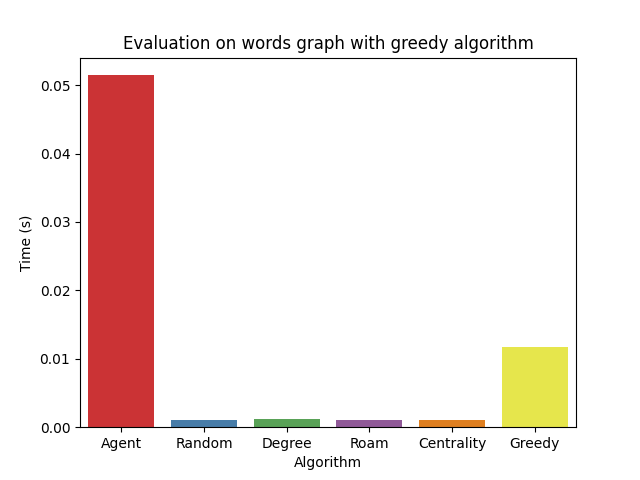 Evaluation on words graph with greedy algorithm
Time (s)
0.05
0.04
0.03
0.02
0.01
0.00
Agent Random Degree Roam Centrality Greedy
Algorithm